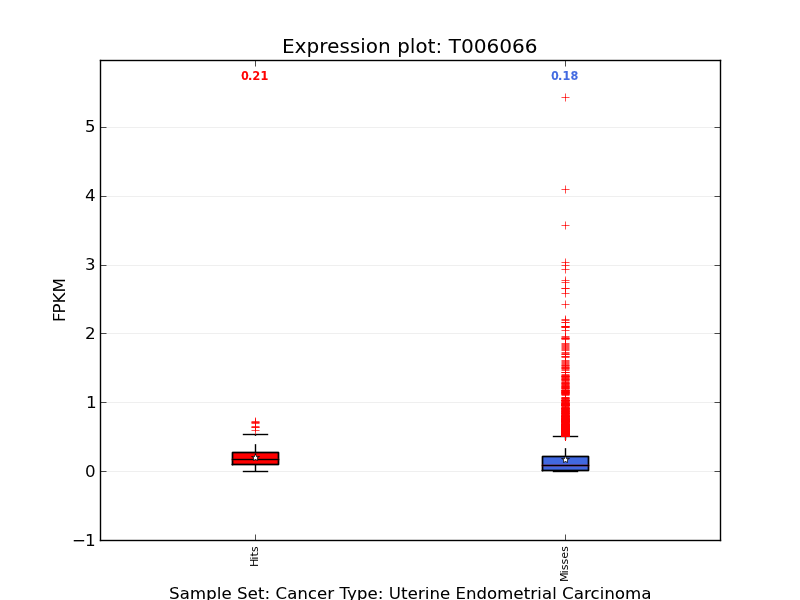 Expression plot: T006066
0.21
0.18
5
4
3
2
1
0
−1
FPKM
Hits
Misses
Sample Set: Cancer Type: Uterine Endometrial Carcinoma